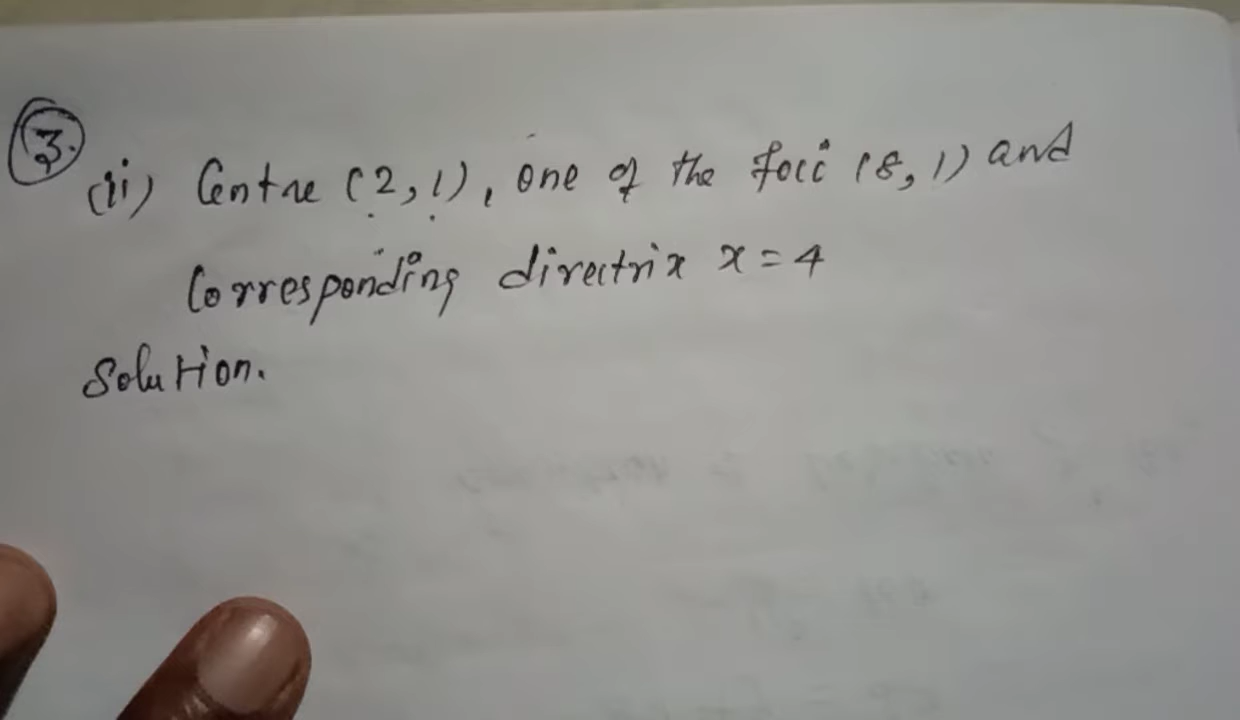 3.
(ii) Centre (2,1), one of the foci (8,1) and
Corresponding directrix x=4
Solution.